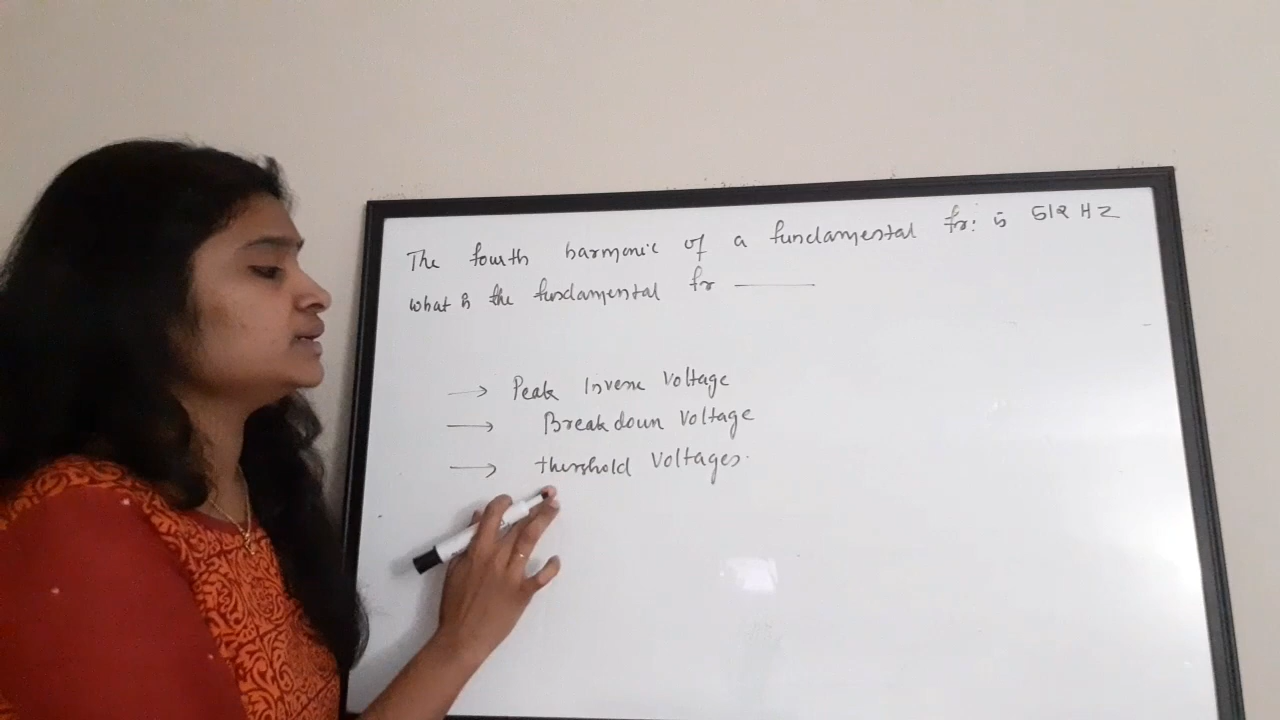 The fourth harmonic of a fundamental fr: is 512 Hz
what is the fundamental fr ———
→ Peak Inverse Voltage
→ Breakdown Voltage
→ thershold Voltages.